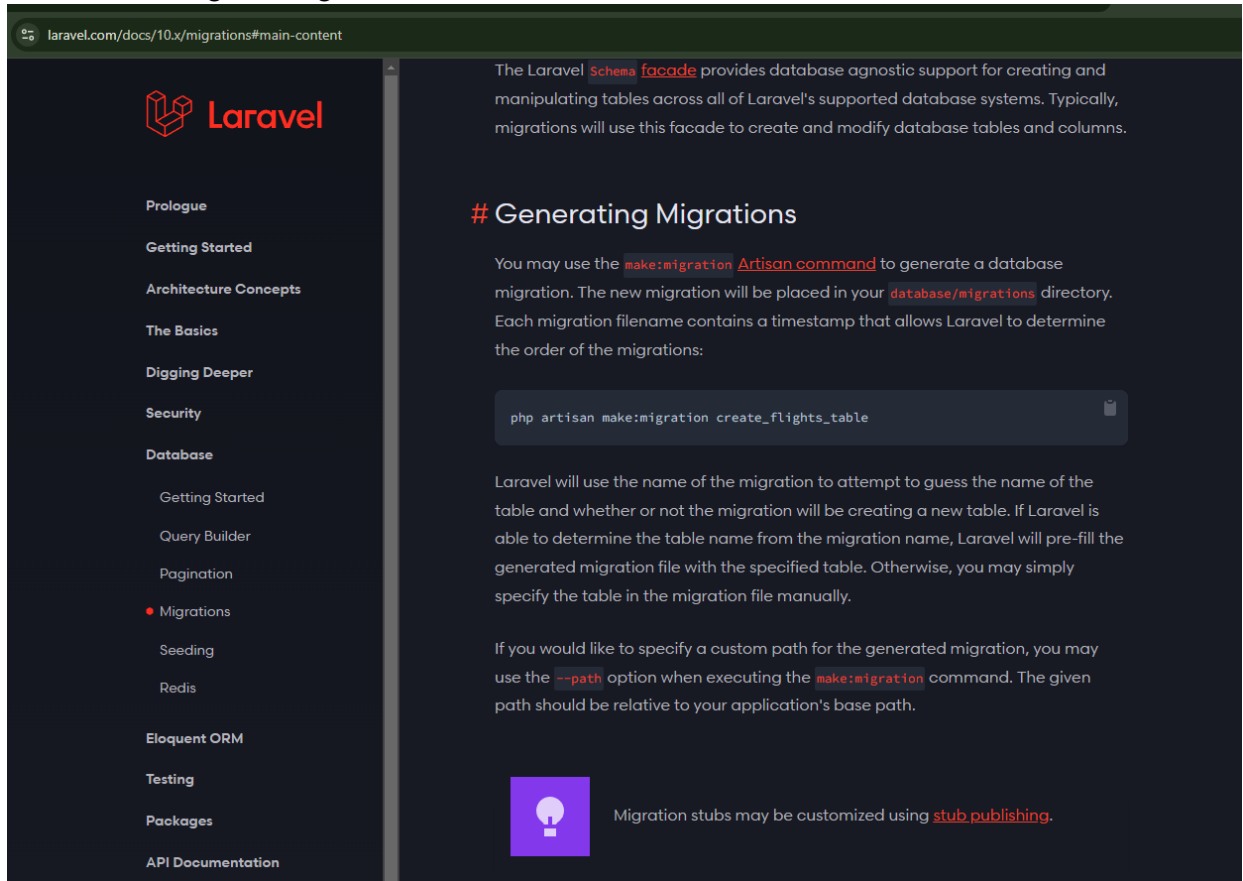 laravel.com/docs/10.x/migrations#main-content
Laravel
Prologue
Getting Started
Architecture Concepts
The Basics
Digging Deeper
Security
Database
Getting Started
Query Builder
Pagination
Migrations
Seeding
Redis
Eloquent ORM
Testing
Packages
API Documentation
The Laravel Schema facade provides database agnostic support for creating and
manipulating tables across all of Laravel's supported database systems. Typically,
migrations will use this facade to create and modify database tables and columns.
# Generating Migrations
You may use the make:migration Artisan command to generate a database
migration. The new migration will be placed in your database/migrations directory.
Each migration filename contains a timestamp that allows Laravel to determine
the order of the migrations:
php artisan make:migration create_flights_table
Laravel will use the name of the migration to attempt to guess the name of the
table and whether or not the migration will be creating a new table. If Laravel is
able to determine the table name from the migration name, Laravel will pre-fill the
generated migration file with the specified table. Otherwise, you may simply
specify the table in the migration file manually.
If you would like to specify a custom path for the generated migration, you may
use the --path option when executing the make:migration command. The given
path should be relative to your application's base path.
Migration stubs may be customized using stub publishing.